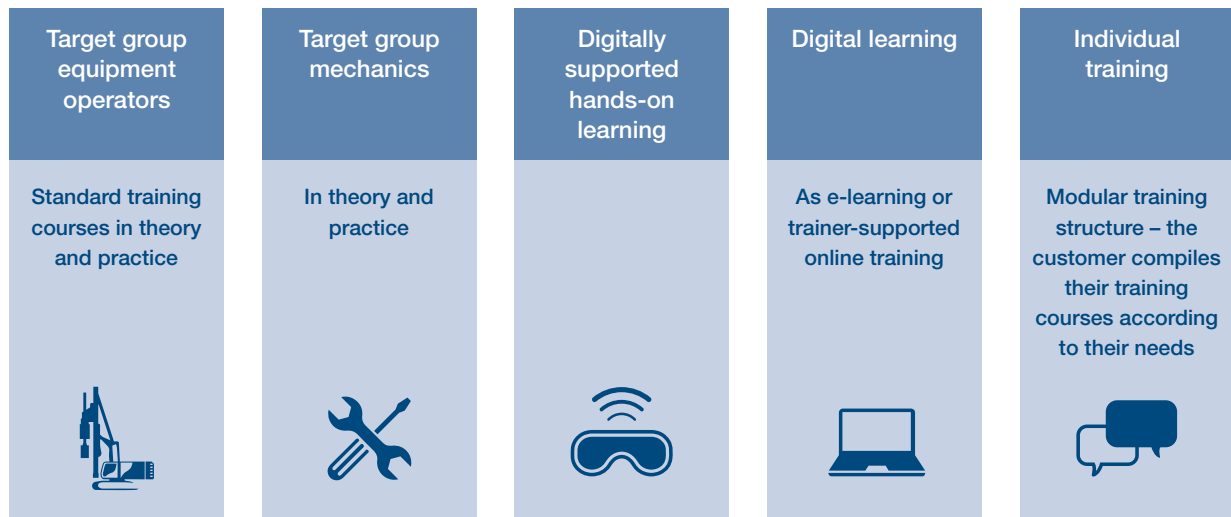 Target group
equipment
operators
Standard training
courses in theory
and practice
Target group
mechanics
In theory and
practice
Digitally
supported
hands-on
learning
Digital learning
As e-learning or
trainer-supported
online training
Individual
training
Modular training
structure – the
customer compiles
their training
courses according
to their needs